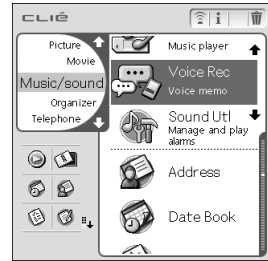 CLIÉ
i
Picture
Movie
Music/sound
Organizer
Telephone
Music player
Voice Rec
Voice memo
Sound Utl
Manage and play
alarms
Address
Date Book